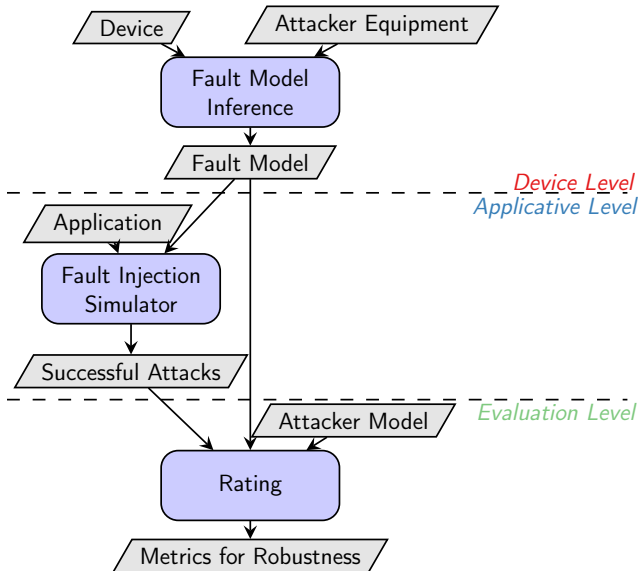 Device
Attacker Equipment
Fault Model
Inference
Fault Model
Device Level
Applicative Level
Application
Fault Injection
Simulator
Successful Attacks
Evaluation Level
Attacker Model
Rating
Metrics for Robustness